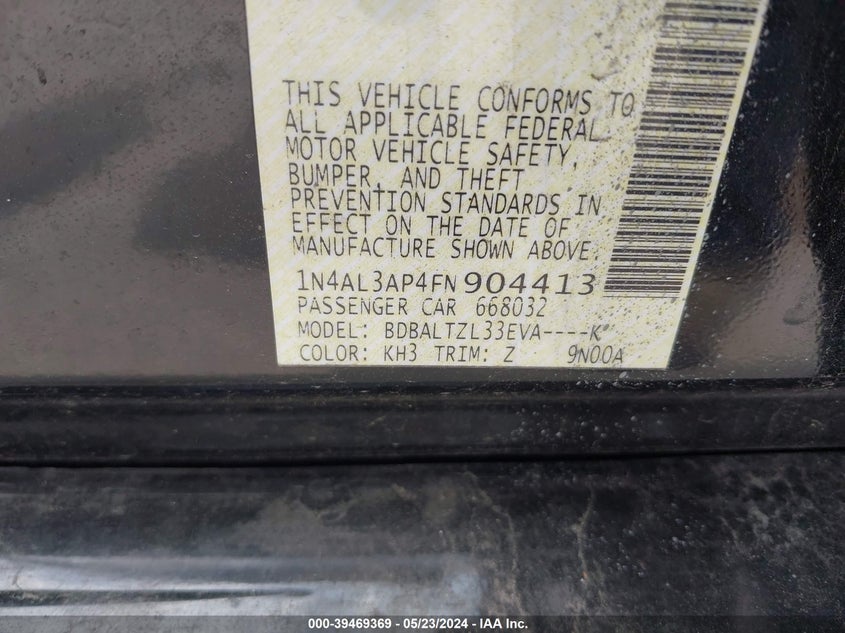 THIS VEHICLE CONFORMS TO
ALL APPLICABLE FEDERAL
MOTOR VEHICLE SAFETY,
BUMPER, AND THEFT
PREVENTION STANDARDS IN
EFFECT ON THE DATE OF
MANUFACTURE SHOWN ABOVE.
1N4AL3AP4FN904413
PASSENGER CAR 668032
MODEL: BDBALTZL33EVA----K
COLOR: KH3 TRIM: Z 9N00A
000-39469369 - 05/23/2024 - IAA Inc.